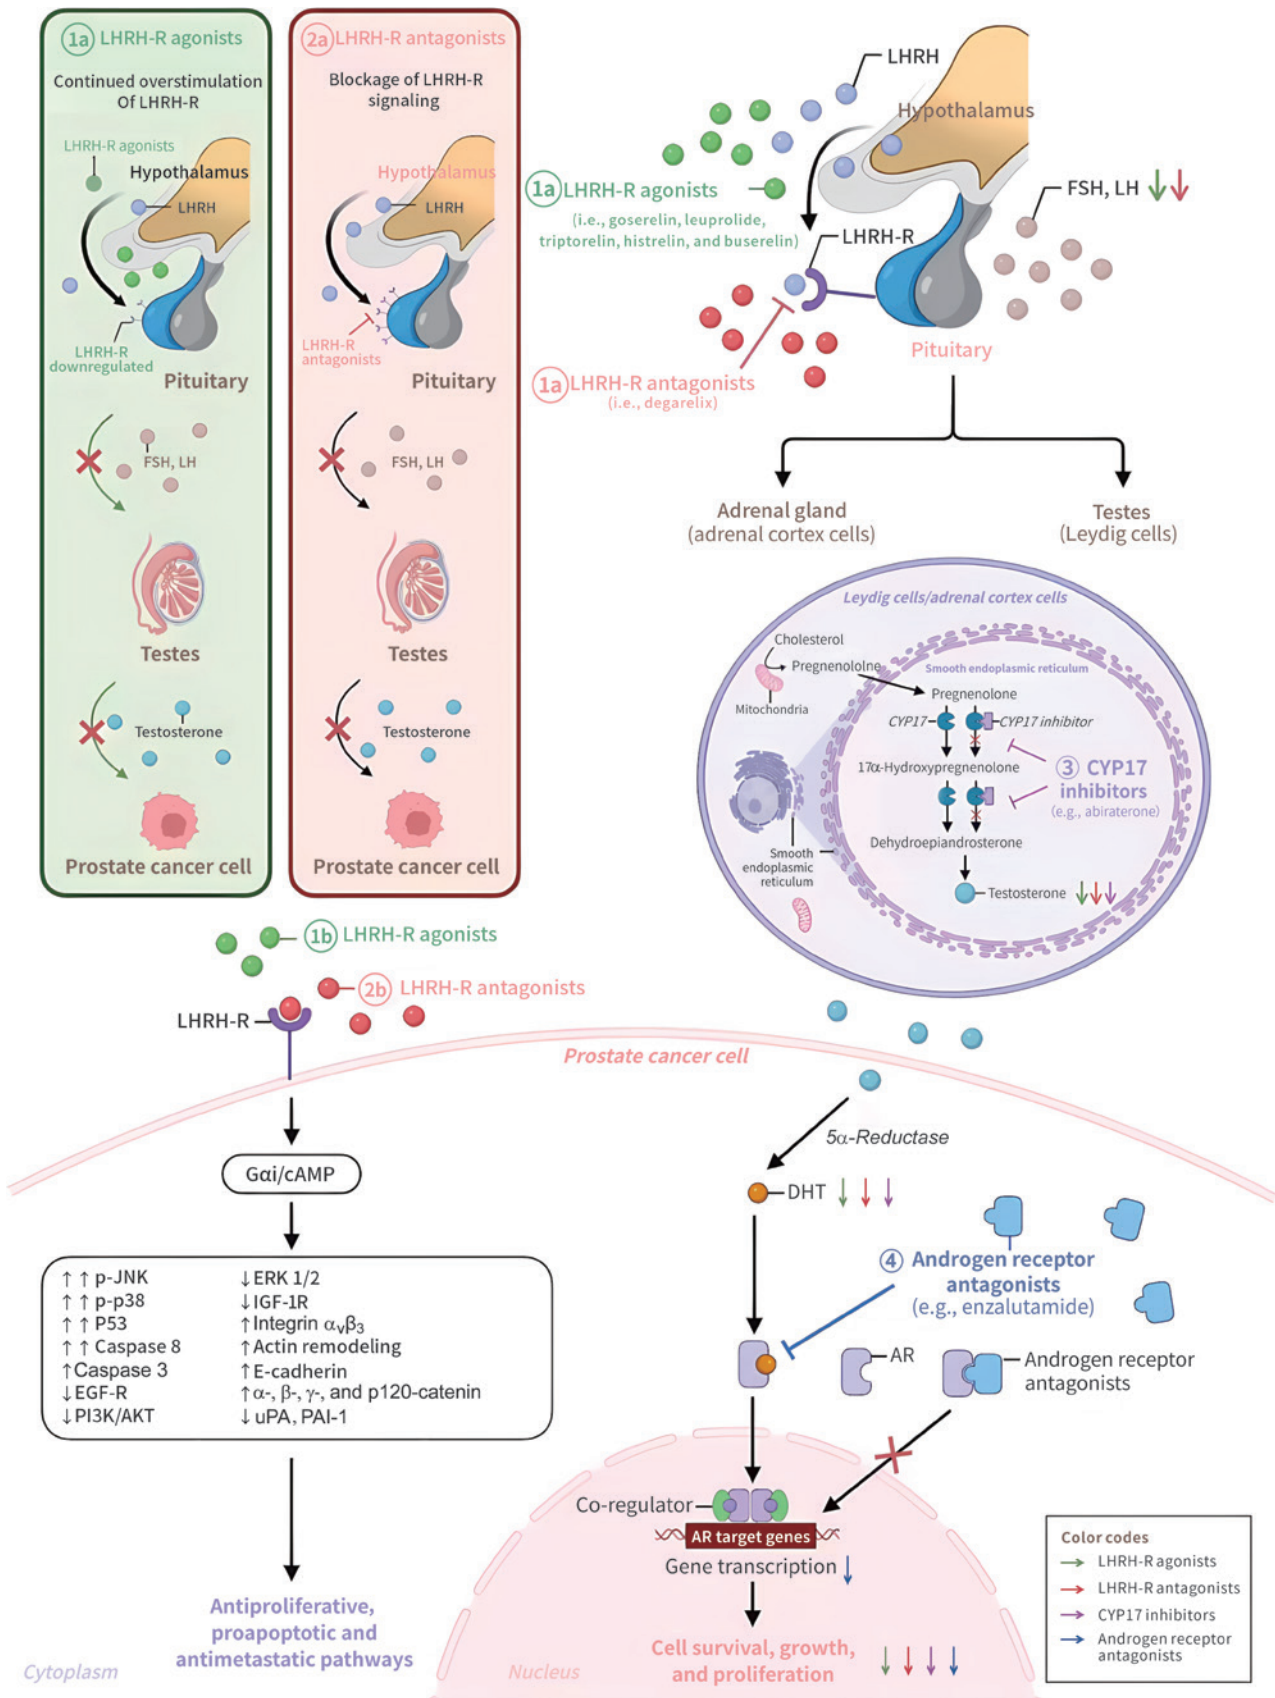 1a LHRH-R agonists
Continued overstimulation
Of LHRH-R
LHRH-R agonists
Hypothalamus
LHRH
LHRH-R
downregulated
Pituitary
FSH, LH
Testes
Testosterone
Prostate cancer cell
2a LHRH-R antagonists
Blockage of LHRH-R
signaling
Hypothalamus
LHRH
LHRH-R
antagonists
Pituitary
FSH, LH
Testes
Testosterone
Prostate cancer cell
LHRH
Hypothalamus
1a LHRH-R agonists
(i.e., goserelin, leuprolide,
triptorelin, histrelin, and buserelin)
FSH, LH
LHRH-R
Pituitary
1a LHRH-R antagonists
(i.e., degarelix)
Adrenal gland
(adrenal cortex cells)
Testes
(Leydig cells)
Leydig cells/adrenal cortex cells
Cholesterol
Pregnenololne
Mitochondria
Smooth endoplasmic reticulum
Pregnenolone
CYP17
CYP17 inhibitor
17α-Hydroxypregnenolone
3 CYP17
inhibitors
(e.g., abiraterone)
Dehydroepiandrosterone
Smooth
endoplasmic
reticulum
Testosterone
1b LHRH-R agonists
2b LHRH-R antagonists
LHRH-R
Prostate cancer cell
5α-Reductase
Gαi/cAMP
DHT
↑ ↑ p-JNK
↑ ↑ p-p38
↑ ↑ P53
↑ ↑ Caspase 8
↑ Caspase 3
↓ EGF-R
↓ PI3K/AKT
↓ ERK 1/2
↓ IGF-1R
↑ Integrin αvβ3
↑ Actin remodeling
↑ E-cadherin
↑ α-, β-, γ-, and p120-catenin
↓ uPA, PAI-1
4 Androgen receptor
antagonists
(e.g., enzalutamide)
AR
Androgen receptor
antagonists
Co-regulator
AR target genes
Gene transcription
Cell survival, growth,
and proliferation
Antiproliferative,
proapoptotic and
antimetastatic pathways
Cytoplasm
Nucleus
Color codes
LHRH-R agonists
LHRH-R antagonists
CYP17 inhibitors
Androgen receptor
antagonists